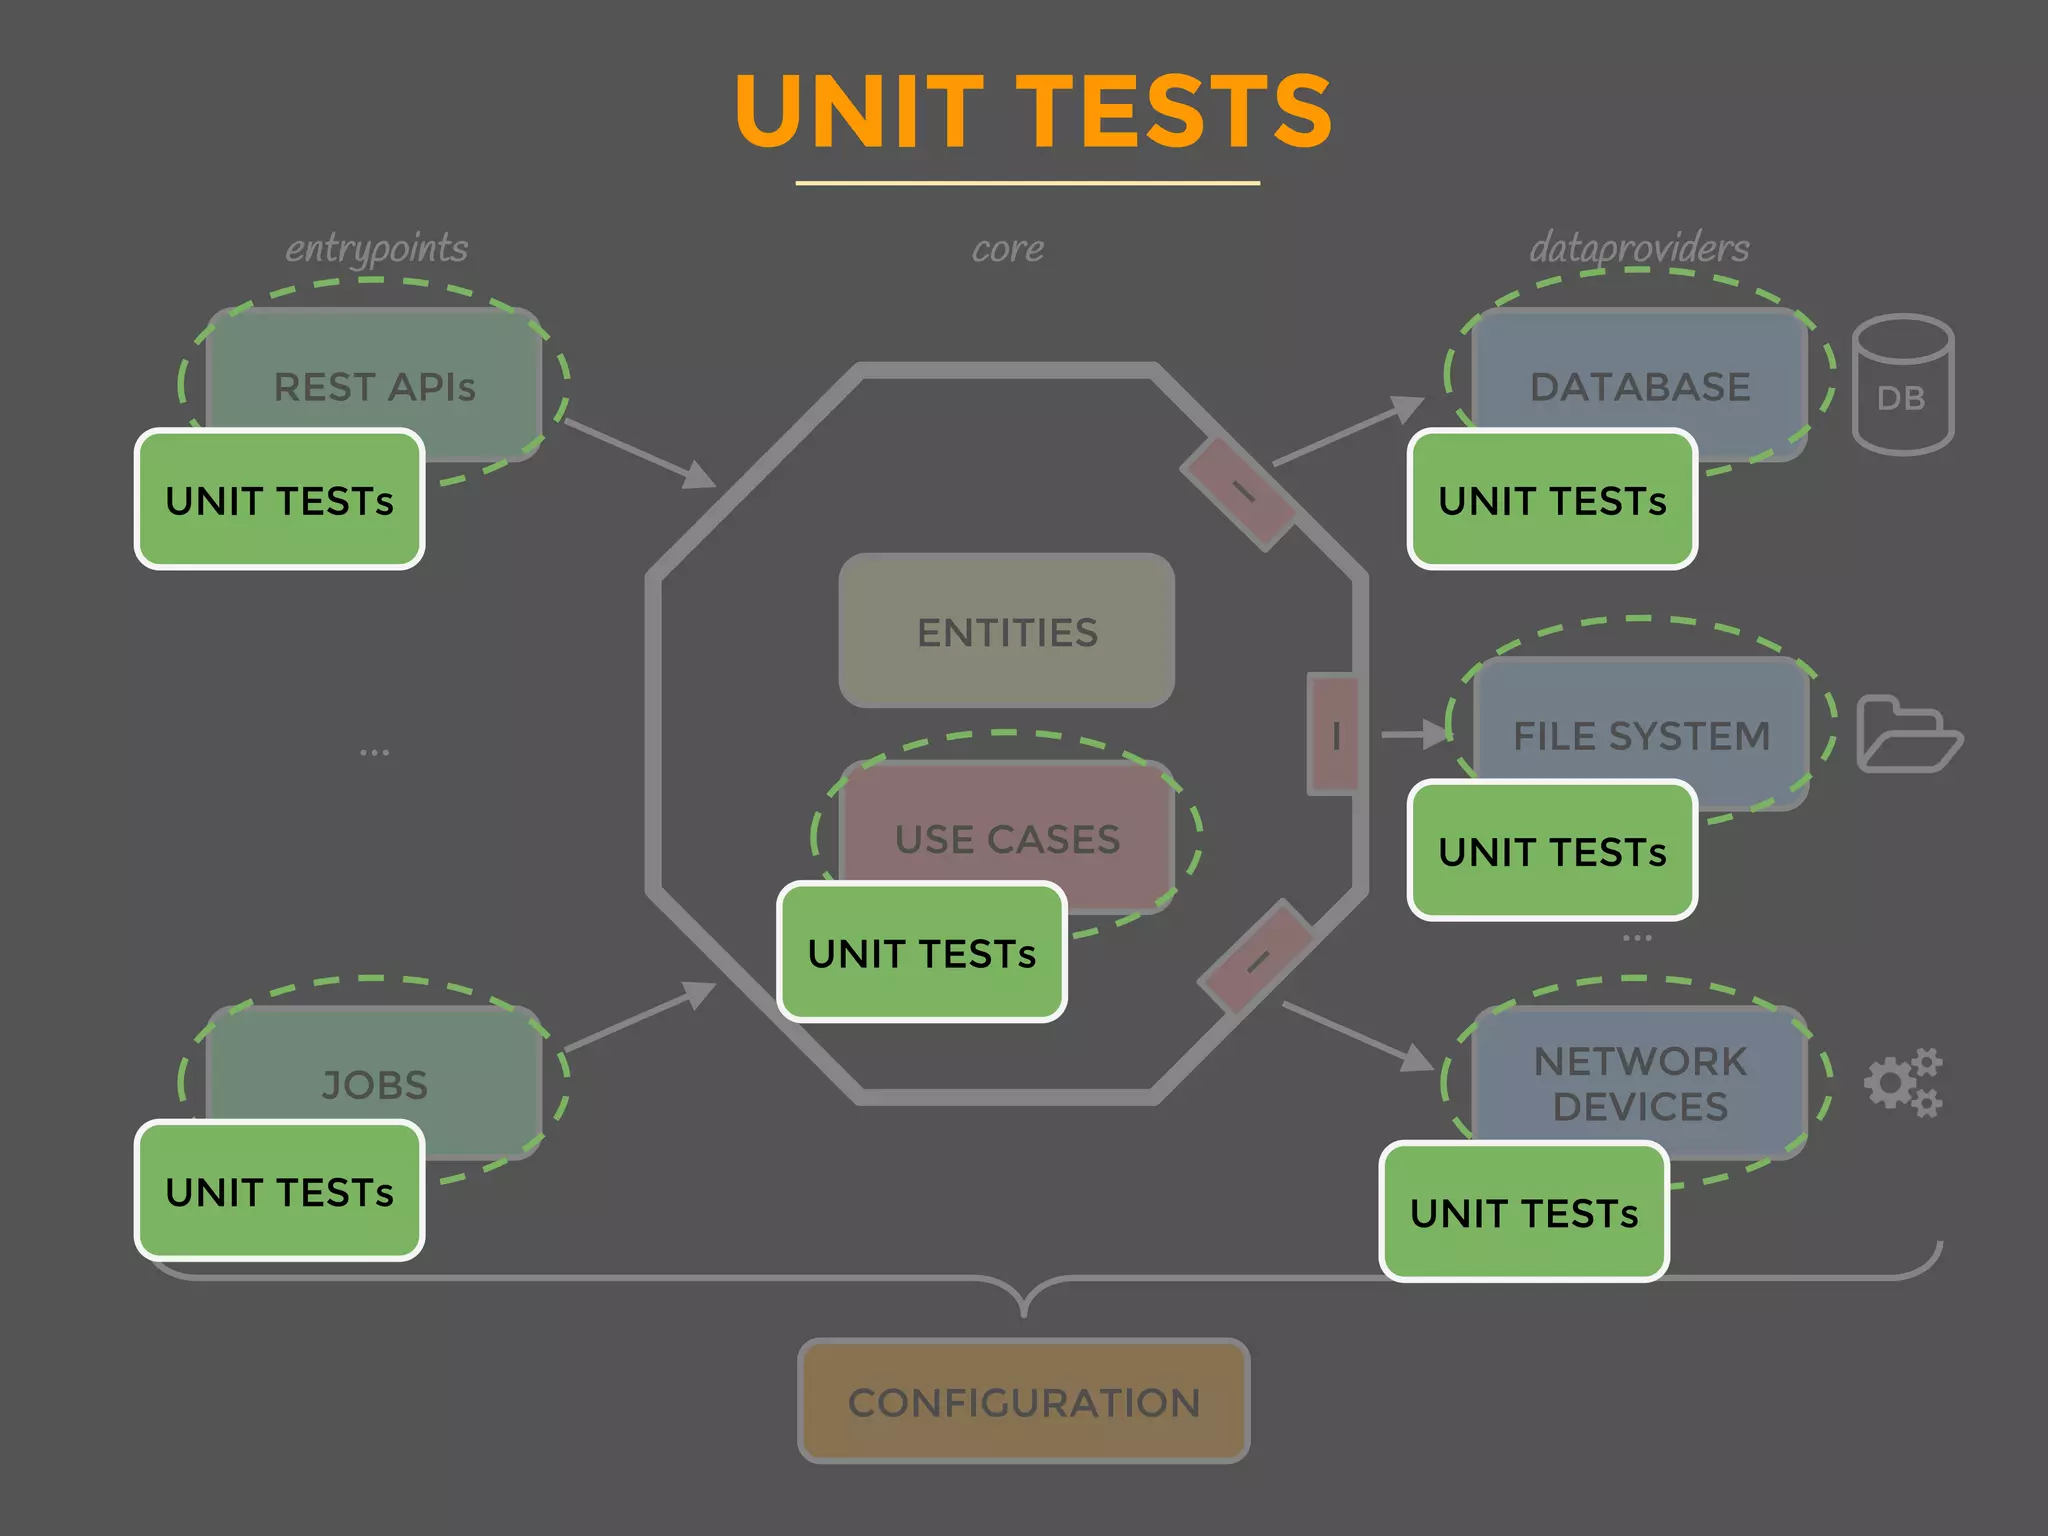 UNIT TESTS
entrypoints
core
dataproviders
REST APIs
UNIT TESTs
...
JOBS
UNIT TESTs
ENTITIES
USE CASES
UNIT TESTs
I
I
I
DATABASE
DB
UNIT TESTs
FILE SYSTEM
UNIT TESTs
...
NETWORK
DEVICES
UNIT TESTs
CONFIGURATION